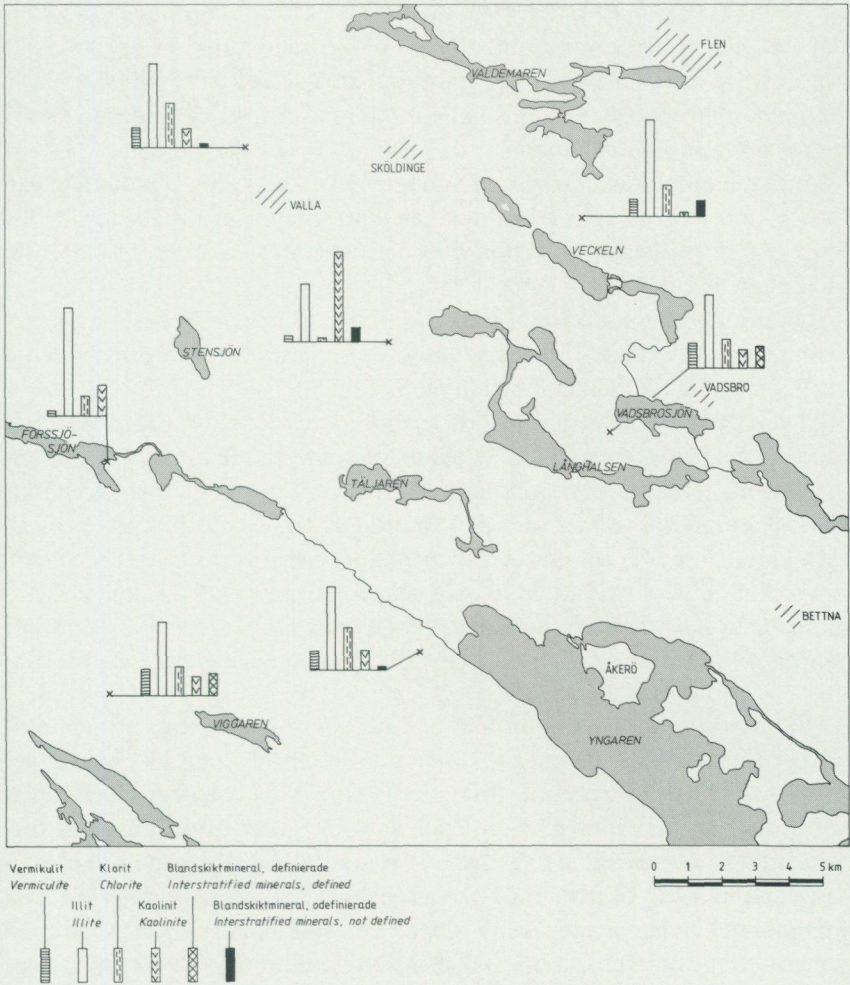 FLEN
VALDEMAREN
SKÖLDINGE
VALLA
VECKELN
STENSJÖN
VADSBRO
VADSBROSJÖN
FORSSJÖ-
SJÖN
LÅNGHALSEN
TÄLJAREN
BETTNA
ÅKERÖ
VIGGAREN
YNGAREN
Vermikulit Klorit Blandskiktmineral, definierade
Vermiculite Chlorite Interstratified minerals, defined
0 1 2 3 4 5 km
Illit Kaolinit Blandskiktmineral, odefinierade
Illite Kaolinite Interstratified minerals, not defined